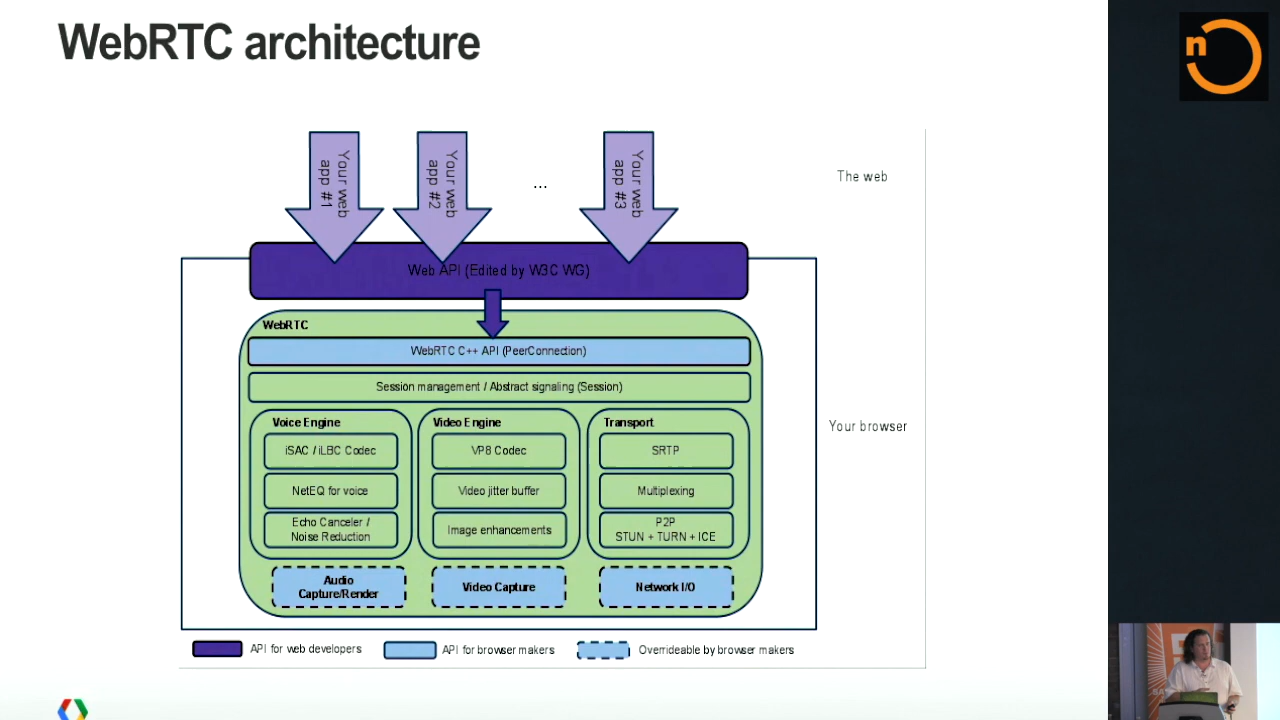 WebRTC architecture
n
Your web
app #1
Your web
app #2
...
Your web
app #3
The web
Web API (Edited by W3C WG)
WebRTC
WebRTC C++ API (PeerConnection)
Session management / Abstract signaling (Session)
Your browser
Voice Engine
iSAC / iLBC Codec
NetEQ for voice
Echo Canceler /
Noise Reduction
Video Engine
VP8 Codec
Video jitter buffer
Image enhancements
Transport
SRTP
Multiplexing
P2P
STUN + TURN + ICE
Audio
Capture/Render
Video Capture
Network I/O
API for web developers
API for browser makers
Overrideable by browser makers